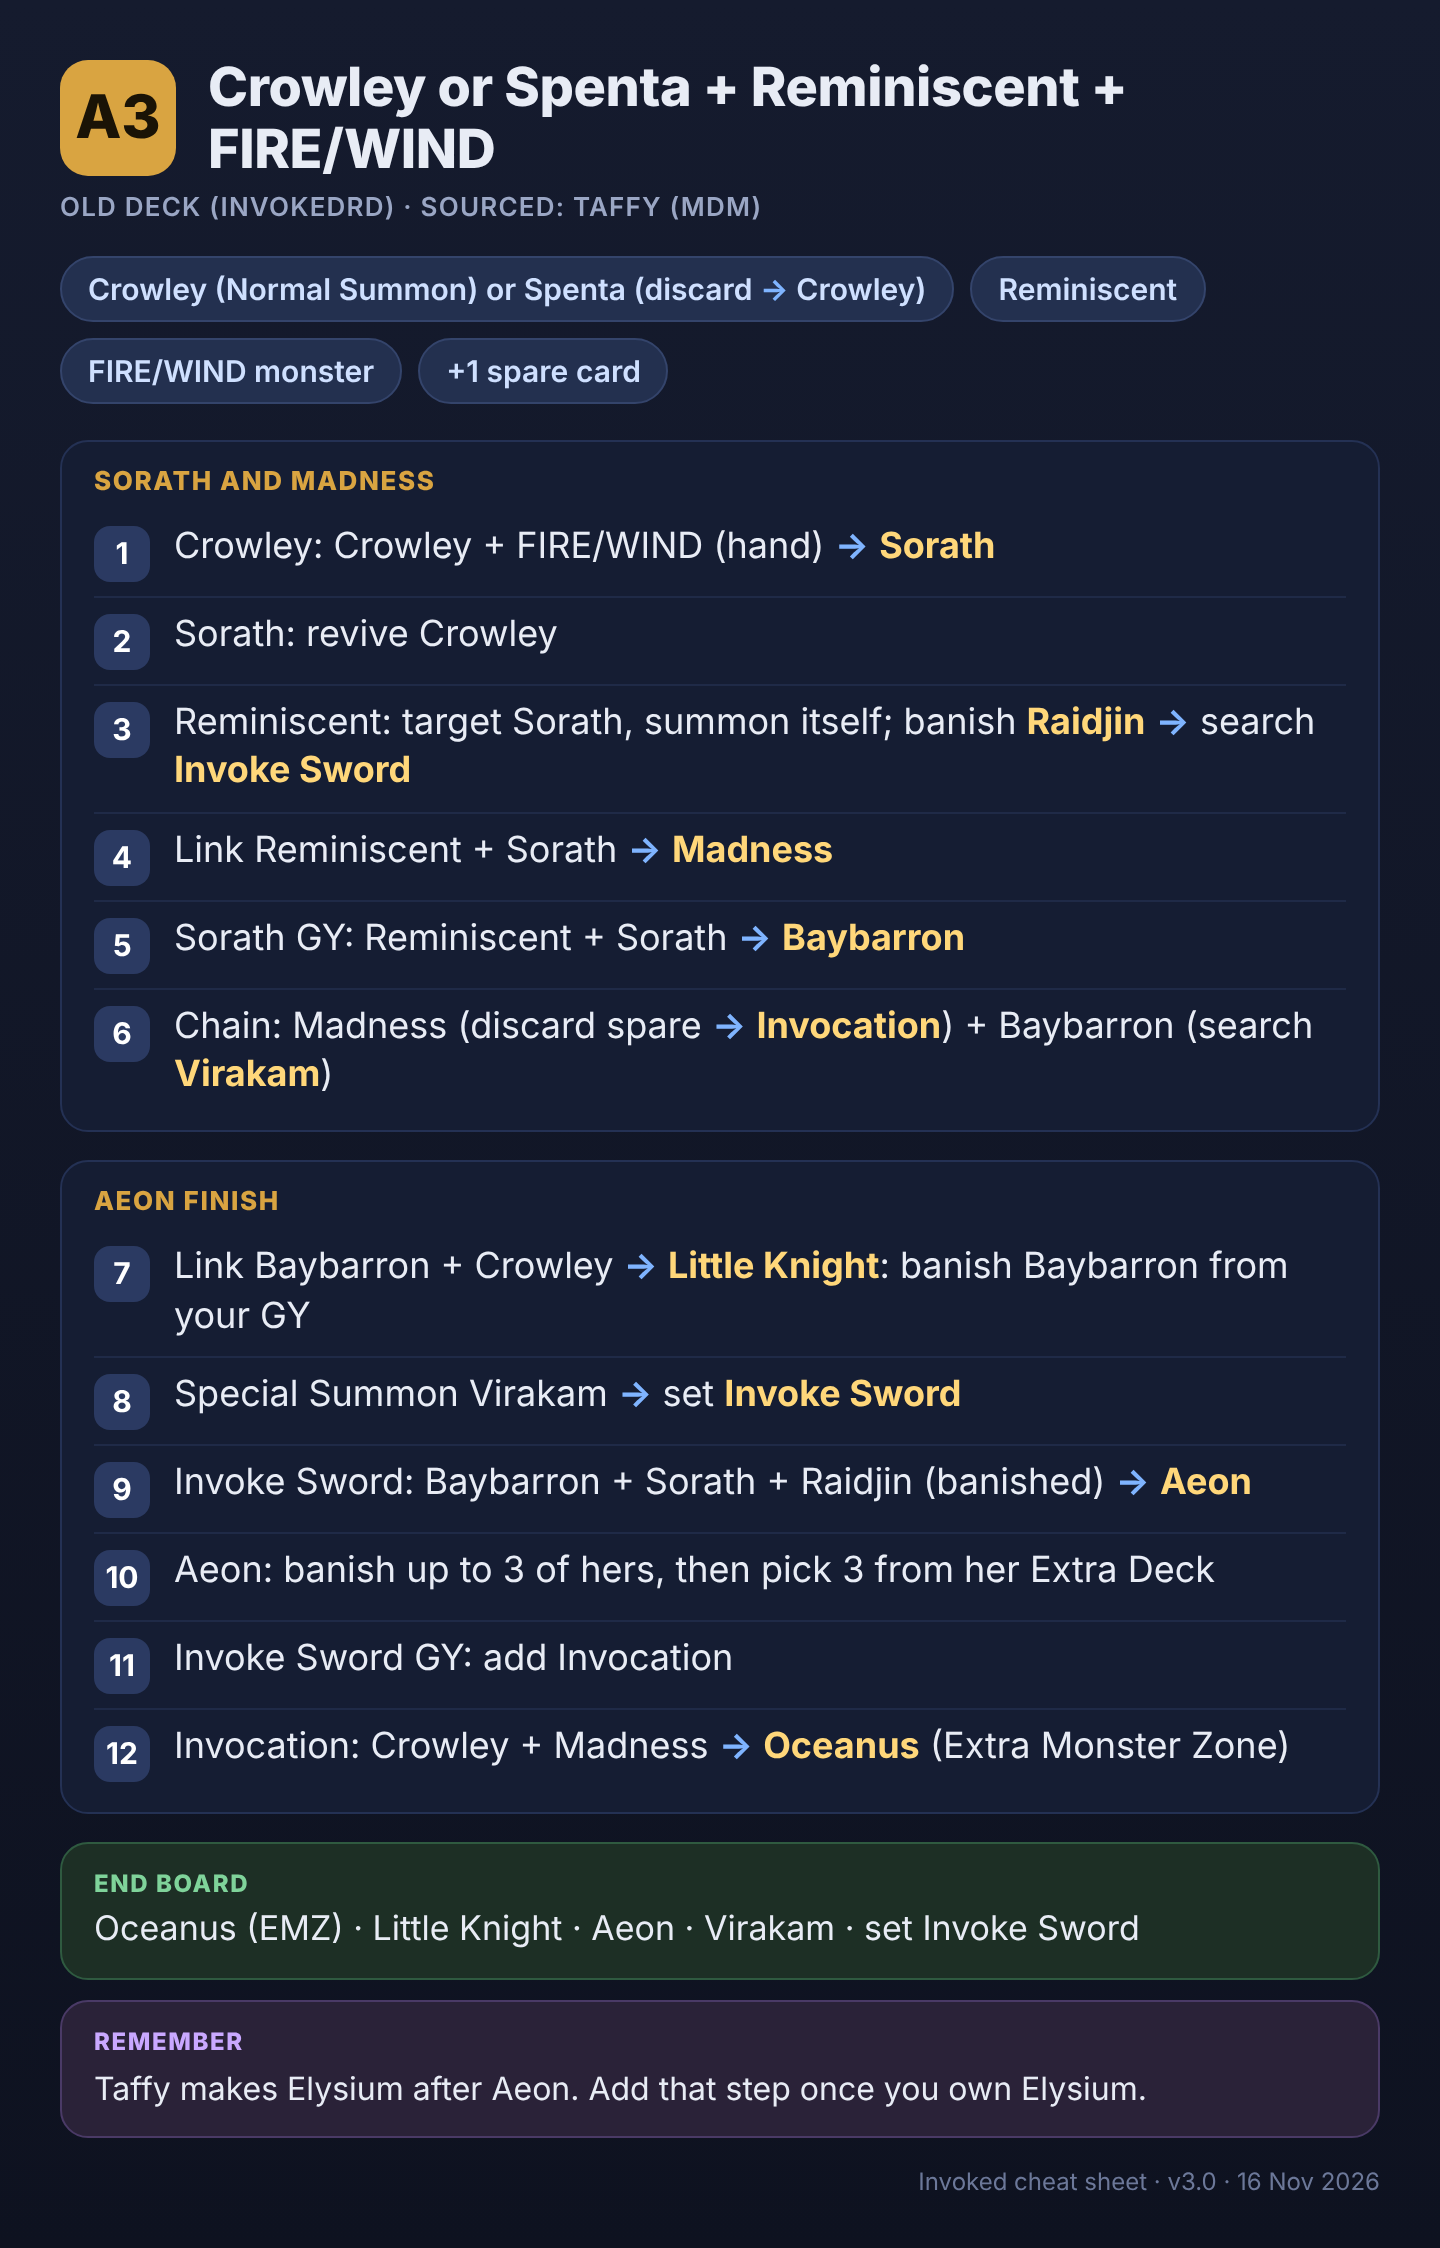 A3
Crowley or Spenta + Reminiscent +
FIRE/WIND
OLD DECK (INVOKEDRD) · SOURCED: TAFFY (MDM)
Crowley (Normal Summon) or Spenta (discard → Crowley)
Reminiscent
FIRE/WIND monster
+1 spare card
SORATH AND MADNESS
1 Crowley: Crowley + FIRE/WIND (hand) → Sorath
2 Sorath: revive Crowley
3 Reminiscent: target Sorath, summon itself; banish Raidjin → search
Invoke Sword
4 Link Reminiscent + Sorath → Madness
5 Sorath GY: Reminiscent + Sorath → Baybarron
6 Chain: Madness (discard spare → Invocation) + Baybarron (search
Virakam)
AEON FINISH
7 Link Baybarron + Crowley → Little Knight: banish Baybarron from
your GY
8 Special Summon Virakam → set Invoke Sword
9 Invoke Sword: Baybarron + Sorath + Raidjin (banished) → Aeon
10 Aeon: banish up to 3 of hers, then pick 3 from her Extra Deck
11 Invoke Sword GY: add Invocation
12 Invocation: Crowley + Madness → Oceanus (Extra Monster Zone)
END BOARD
Oceanus (EMZ) · Little Knight · Aeon · Virakam · set Invoke Sword
REMEMBER
Taffy makes Elysium after Aeon. Add that step once you own Elysium.
Invoked cheat sheet · v3.0 · 16 Nov 2026